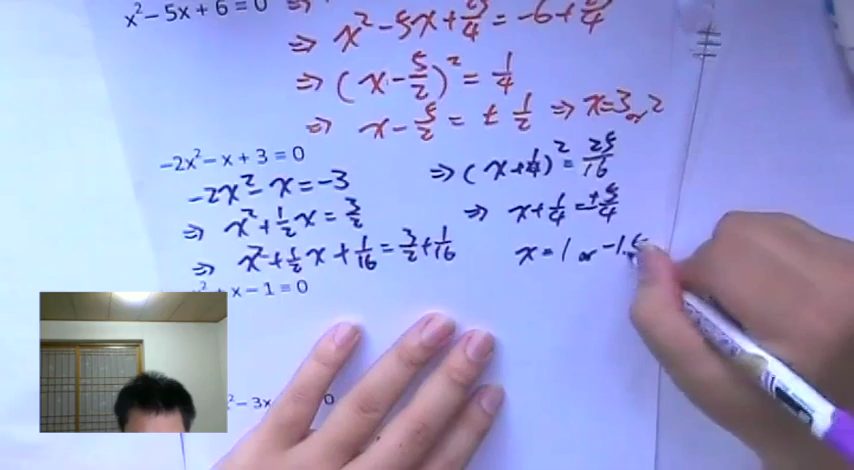 x² - 5x + 6 = 0 ⇒
⇒ x² - 5x + 25/4 = -6 + 25/4
⇒ (x - 5/2)² = 1/4
⇒ x - 5/2 = ± 1/2 ⇒ x = 3 or 2
-2x² - x + 3 = 0
-2x² - x = -3
⇒ x² + 1/2 x = 3/2
⇒ x² + 1/2 x + 1/16 = 3/2 + 1/16
⇒ (x + 1/4)² = 25/16
⇒ x + 1/4 = ± 5/4
x = 1 or -1.5
x - 1 = 0
² - 3x
0